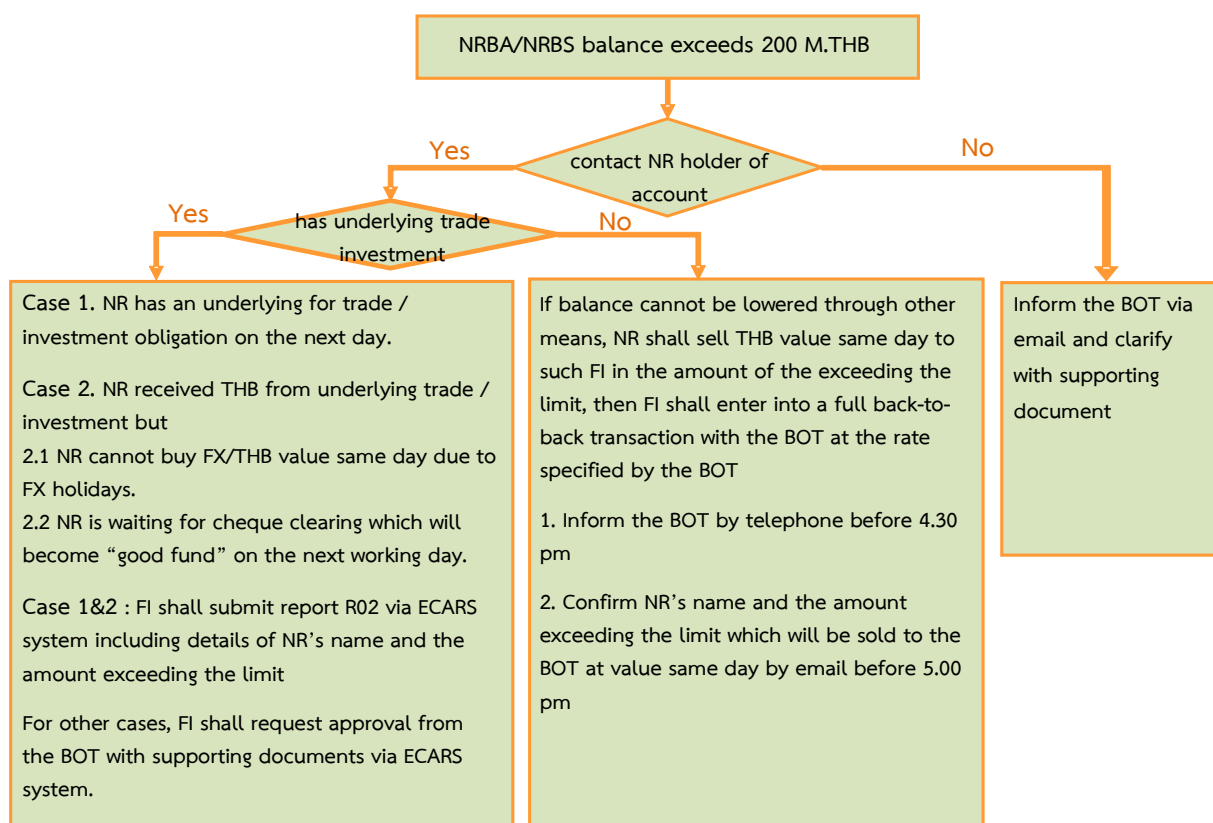 NRBA/NRBS balance exceeds 200 M.THB
Yes
contact NR holder of
account
No
Yes
has underlying trade
investment
No
Case 1. NR has an underlying for trade /
investment obligation on the next day.
Case 2. NR received THB from underlying trade /
investment but
2.1 NR cannot buy FX/THB value same day due to
FX holidays.
2.2 NR is waiting for cheque clearing which will
become “good fund” on the next working day.
Case 1&2 : FI shall submit report R02 via ECARS
system including details of NR’s name and the
amount exceeding the limit
For other cases, FI shall request approval from
the BOT with supporting documents via ECARS
system.
If balance cannot be lowered through other
means, NR shall sell THB value same day to
such FI in the amount of the exceeding the
limit, then FI shall enter into a full back-to-
back transaction with the BOT at the rate
specified by the BOT
1. Inform the BOT by telephone before 4.30
pm
2. Confirm NR’s name and the amount
exceeding the limit which will be sold to the
BOT at value same day by email before 5.00
pm
Inform the BOT via
email and clarify
with supporting
document